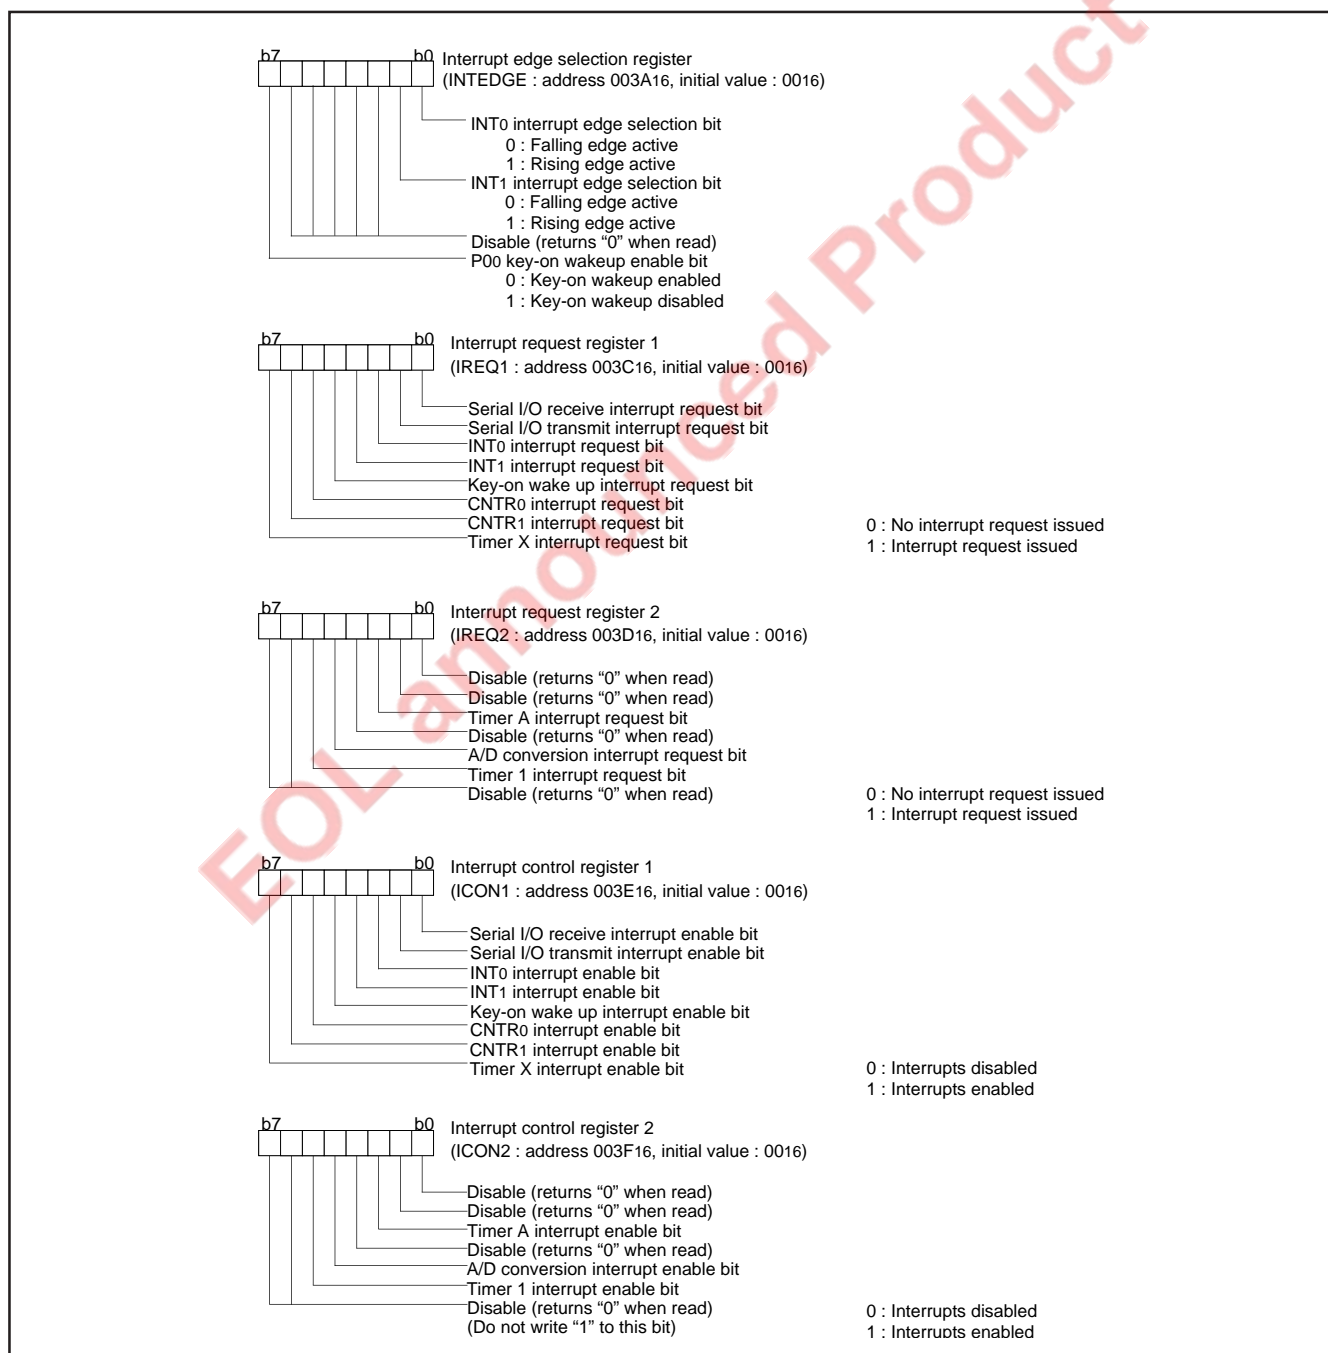 b7 b0 Interrupt edge selection register
(INTEDGE : address 003A16, initial value : 0016)
INT0 interrupt edge selection bit
0 : Falling edge active
1 : Rising edge active
INT1 interrupt edge selection bit
0 : Falling edge active
1 : Rising edge active
Disable (returns “0” when read)
P00 key-on wakeup enable bit
0 : Key-on wakeup enabled
1 : Key-on wakeup disabled
b7 b0 Interrupt request register 1
(IREQ1 : address 003C16, initial value : 0016)
Serial I/O receive interrupt request bit
Serial I/O transmit interrupt request bit
INT0 interrupt request bit
INT1 interrupt request bit
Key-on wake up interrupt request bit
CNTR0 interrupt request bit
CNTR1 interrupt request bit
Timer X interrupt request bit
0 : No interrupt request issued
1 : Interrupt request issued
b7 b0 Interrupt request register 2
(IREQ2 : address 003D16, initial value : 0016)
Disable (returns “0” when read)
Disable (returns “0” when read)
Timer A interrupt request bit
Disable (returns “0” when read)
A/D conversion interrupt request bit
Timer 1 interrupt request bit
Disable (returns “0” when read)
0 : No interrupt request issued
1 : Interrupt request issued
b7 b0 Interrupt control register 1
(ICON1 : address 003E16, initial value : 0016)
Serial I/O receive interrupt enable bit
Serial I/O transmit interrupt enable bit
INT0 interrupt enable bit
INT1 interrupt enable bit
Key-on wake up interrupt enable bit
CNTR0 interrupt enable bit
CNTR1 interrupt enable bit
Timer X interrupt enable bit
0 : Interrupts disabled
1 : Interrupts enabled
b7 b0 Interrupt control register 2
(ICON2 : address 003F16, initial value : 0016)
Disable (returns “0” when read)
Disable (returns “0” when read)
Timer A interrupt enable bit
Disable (returns “0” when read)
A/D conversion interrupt enable bit
Timer 1 interrupt enable bit
Disable (returns “0” when read)
(Do not write “1” to this bit)
0 : Interrupts disabled
1 : Interrupts enabled
EOL announced Product